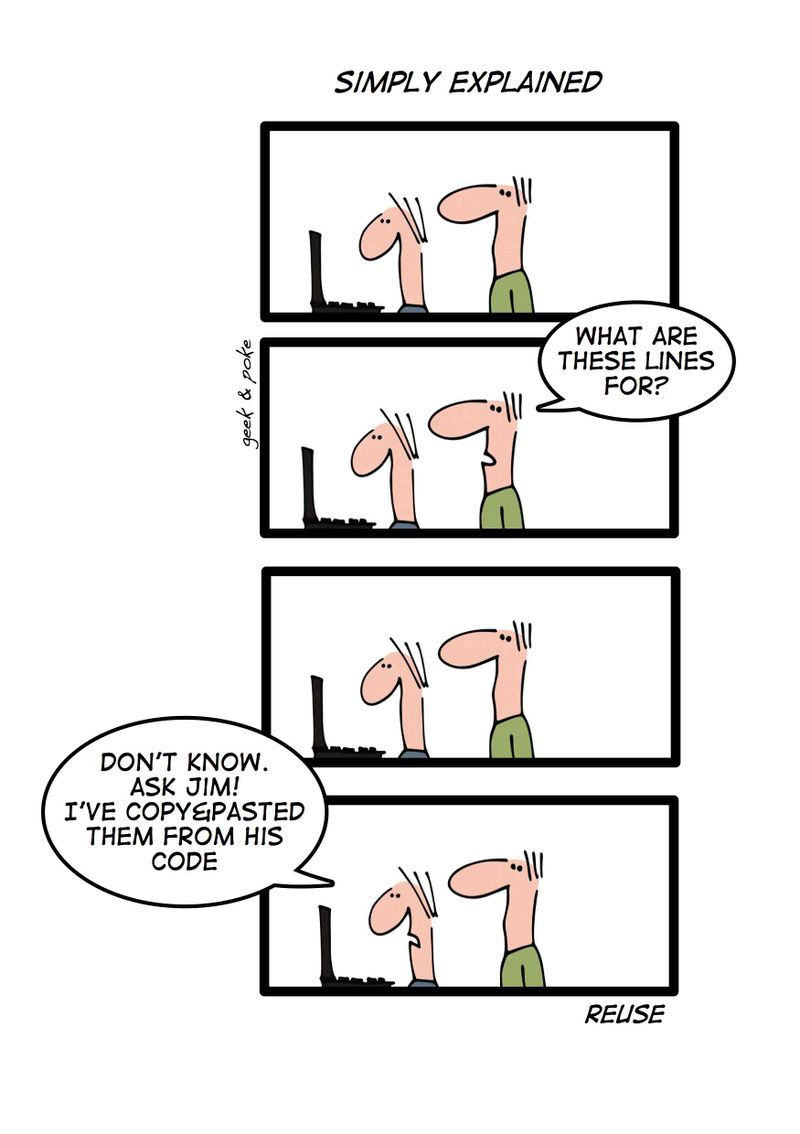 SIMPLY EXPLAINED
WHAT ARE
THESE LINES
FOR?
geek & poke
DON'T KNOW.
ASK JIM!
I'VE COPY&PASTED
THEM FROM HIS
CODE
REUSE